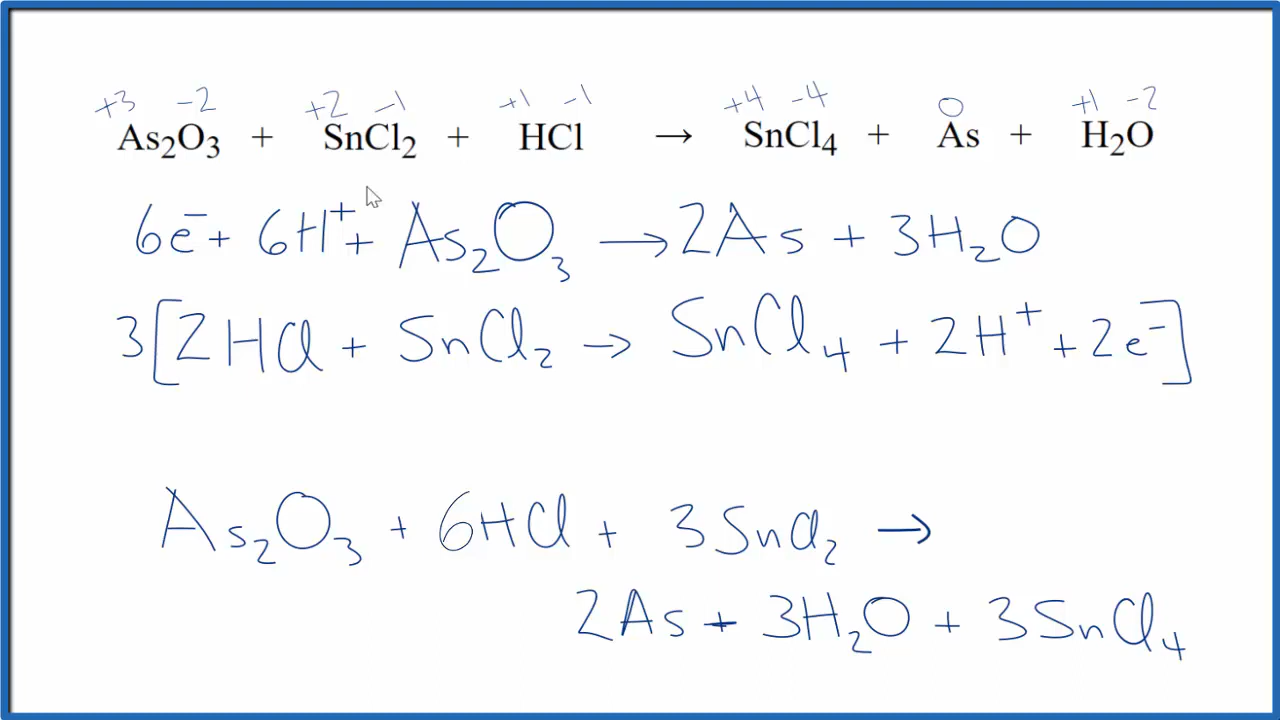 +3 -2 +2 -1 +1 -1 +4 -4 0 +1 -2
As₂O₃ + SnCl₂ + HCl → SnCl₄ + As + H₂O
6e⁻ + 6H⁺ + As₂O₃ → 2As + 3H₂O
3[2HCl + SnCl₂ → SnCl₄ + 2H⁺ + 2e⁻]
As₂O₃ + 6HCl + 3SnCl₂ →
2As + 3H₂O + 3SnCl₄